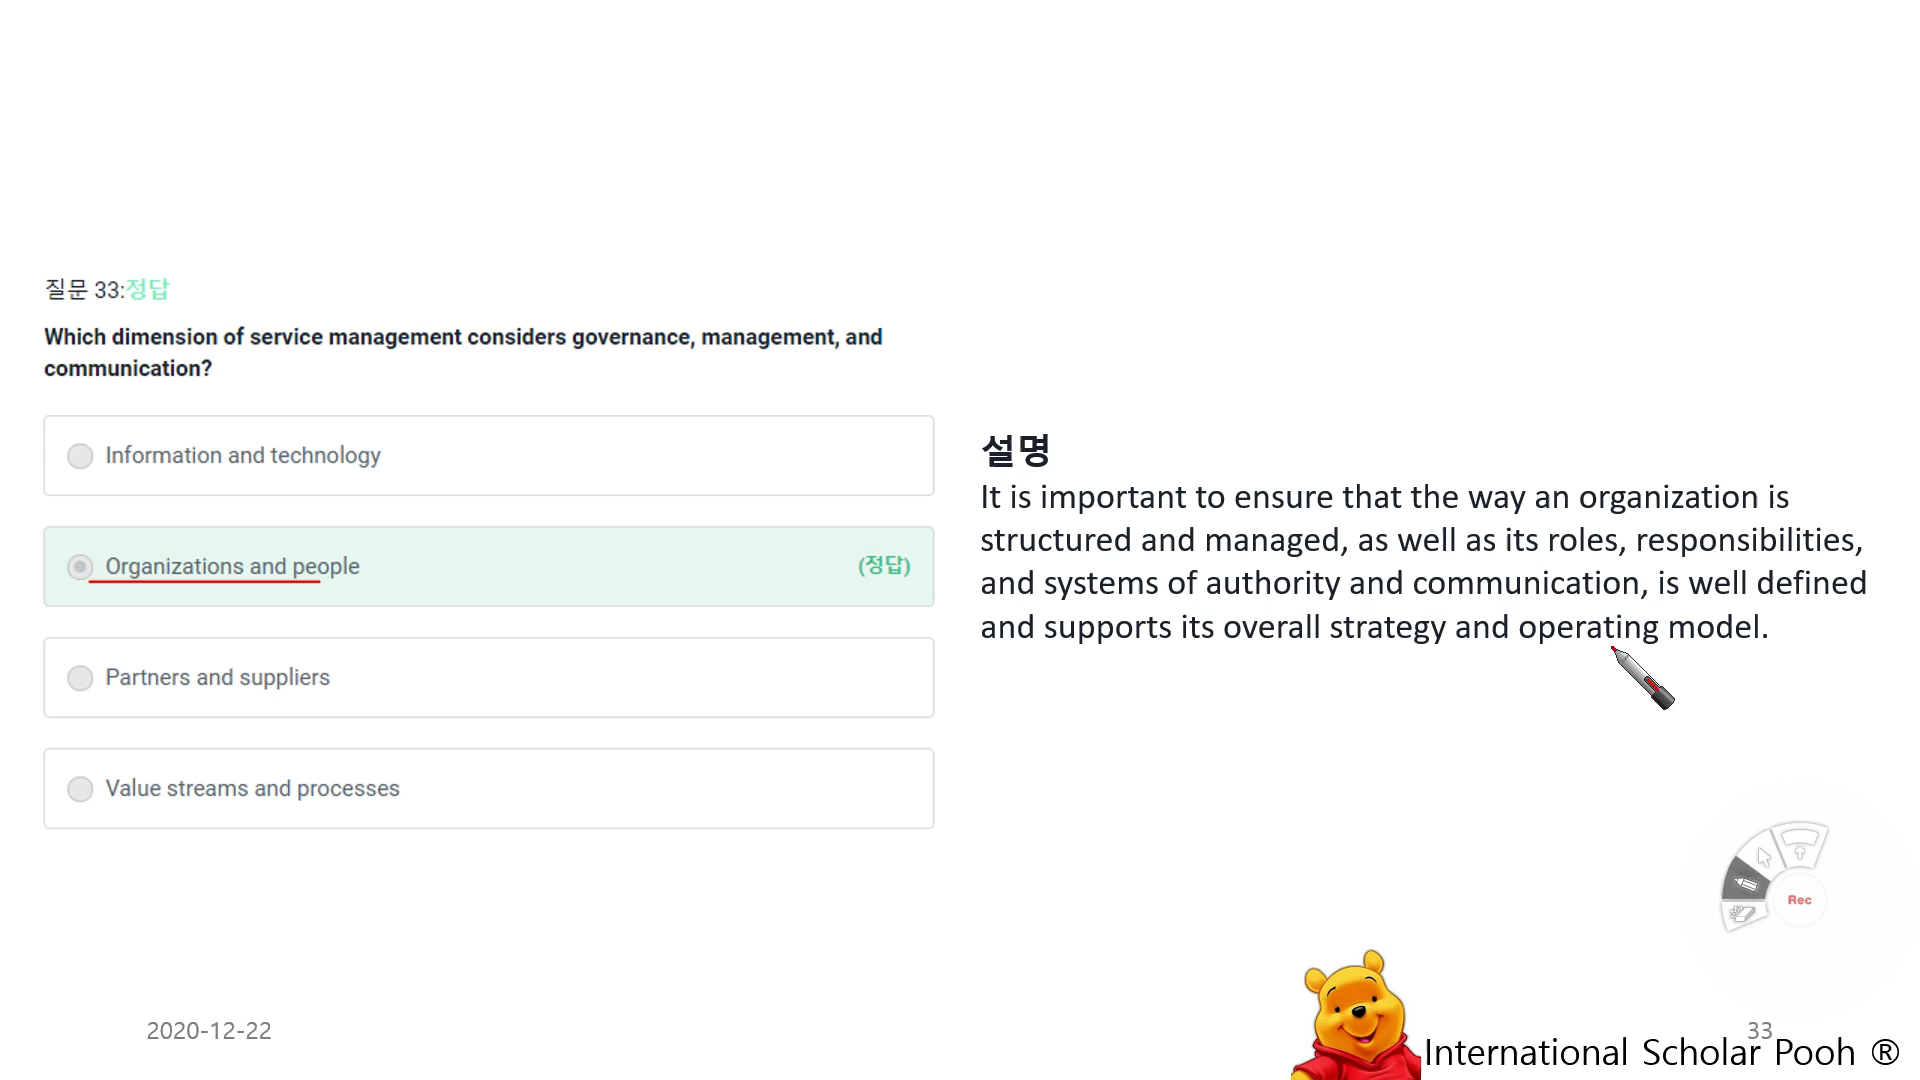 질문 33:정답
Which dimension of service management considers governance, management, and
communication?
Information and technology
Organizations and people (정답)
Partners and suppliers
Value streams and processes
설명
It is important to ensure that the way an organization is
structured and managed, as well as its roles, responsibilities,
and systems of authority and communication, is well defined
and supports its overall strategy and operating model.
Rec
2020-12-22
33
International Scholar Pooh ®